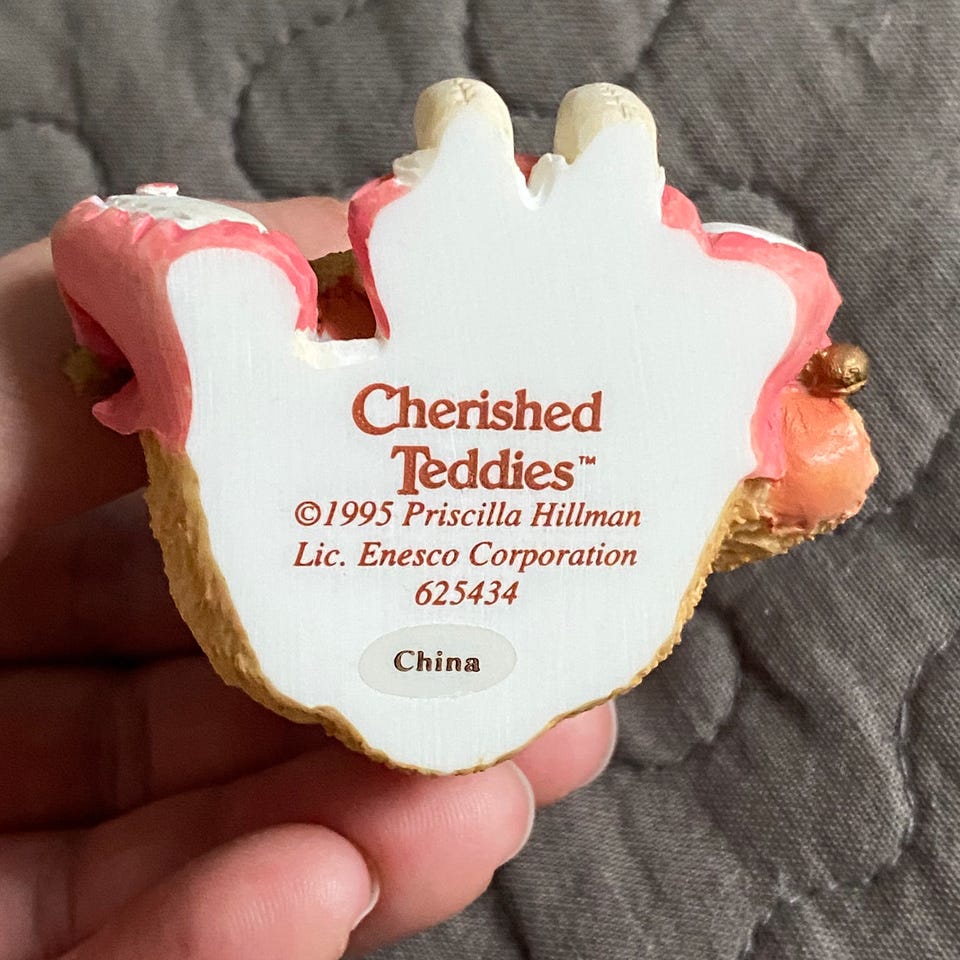 Cherished
Teddies™
©1995 Priscilla Hillman
Lic. Enesco Corporation
625434
China